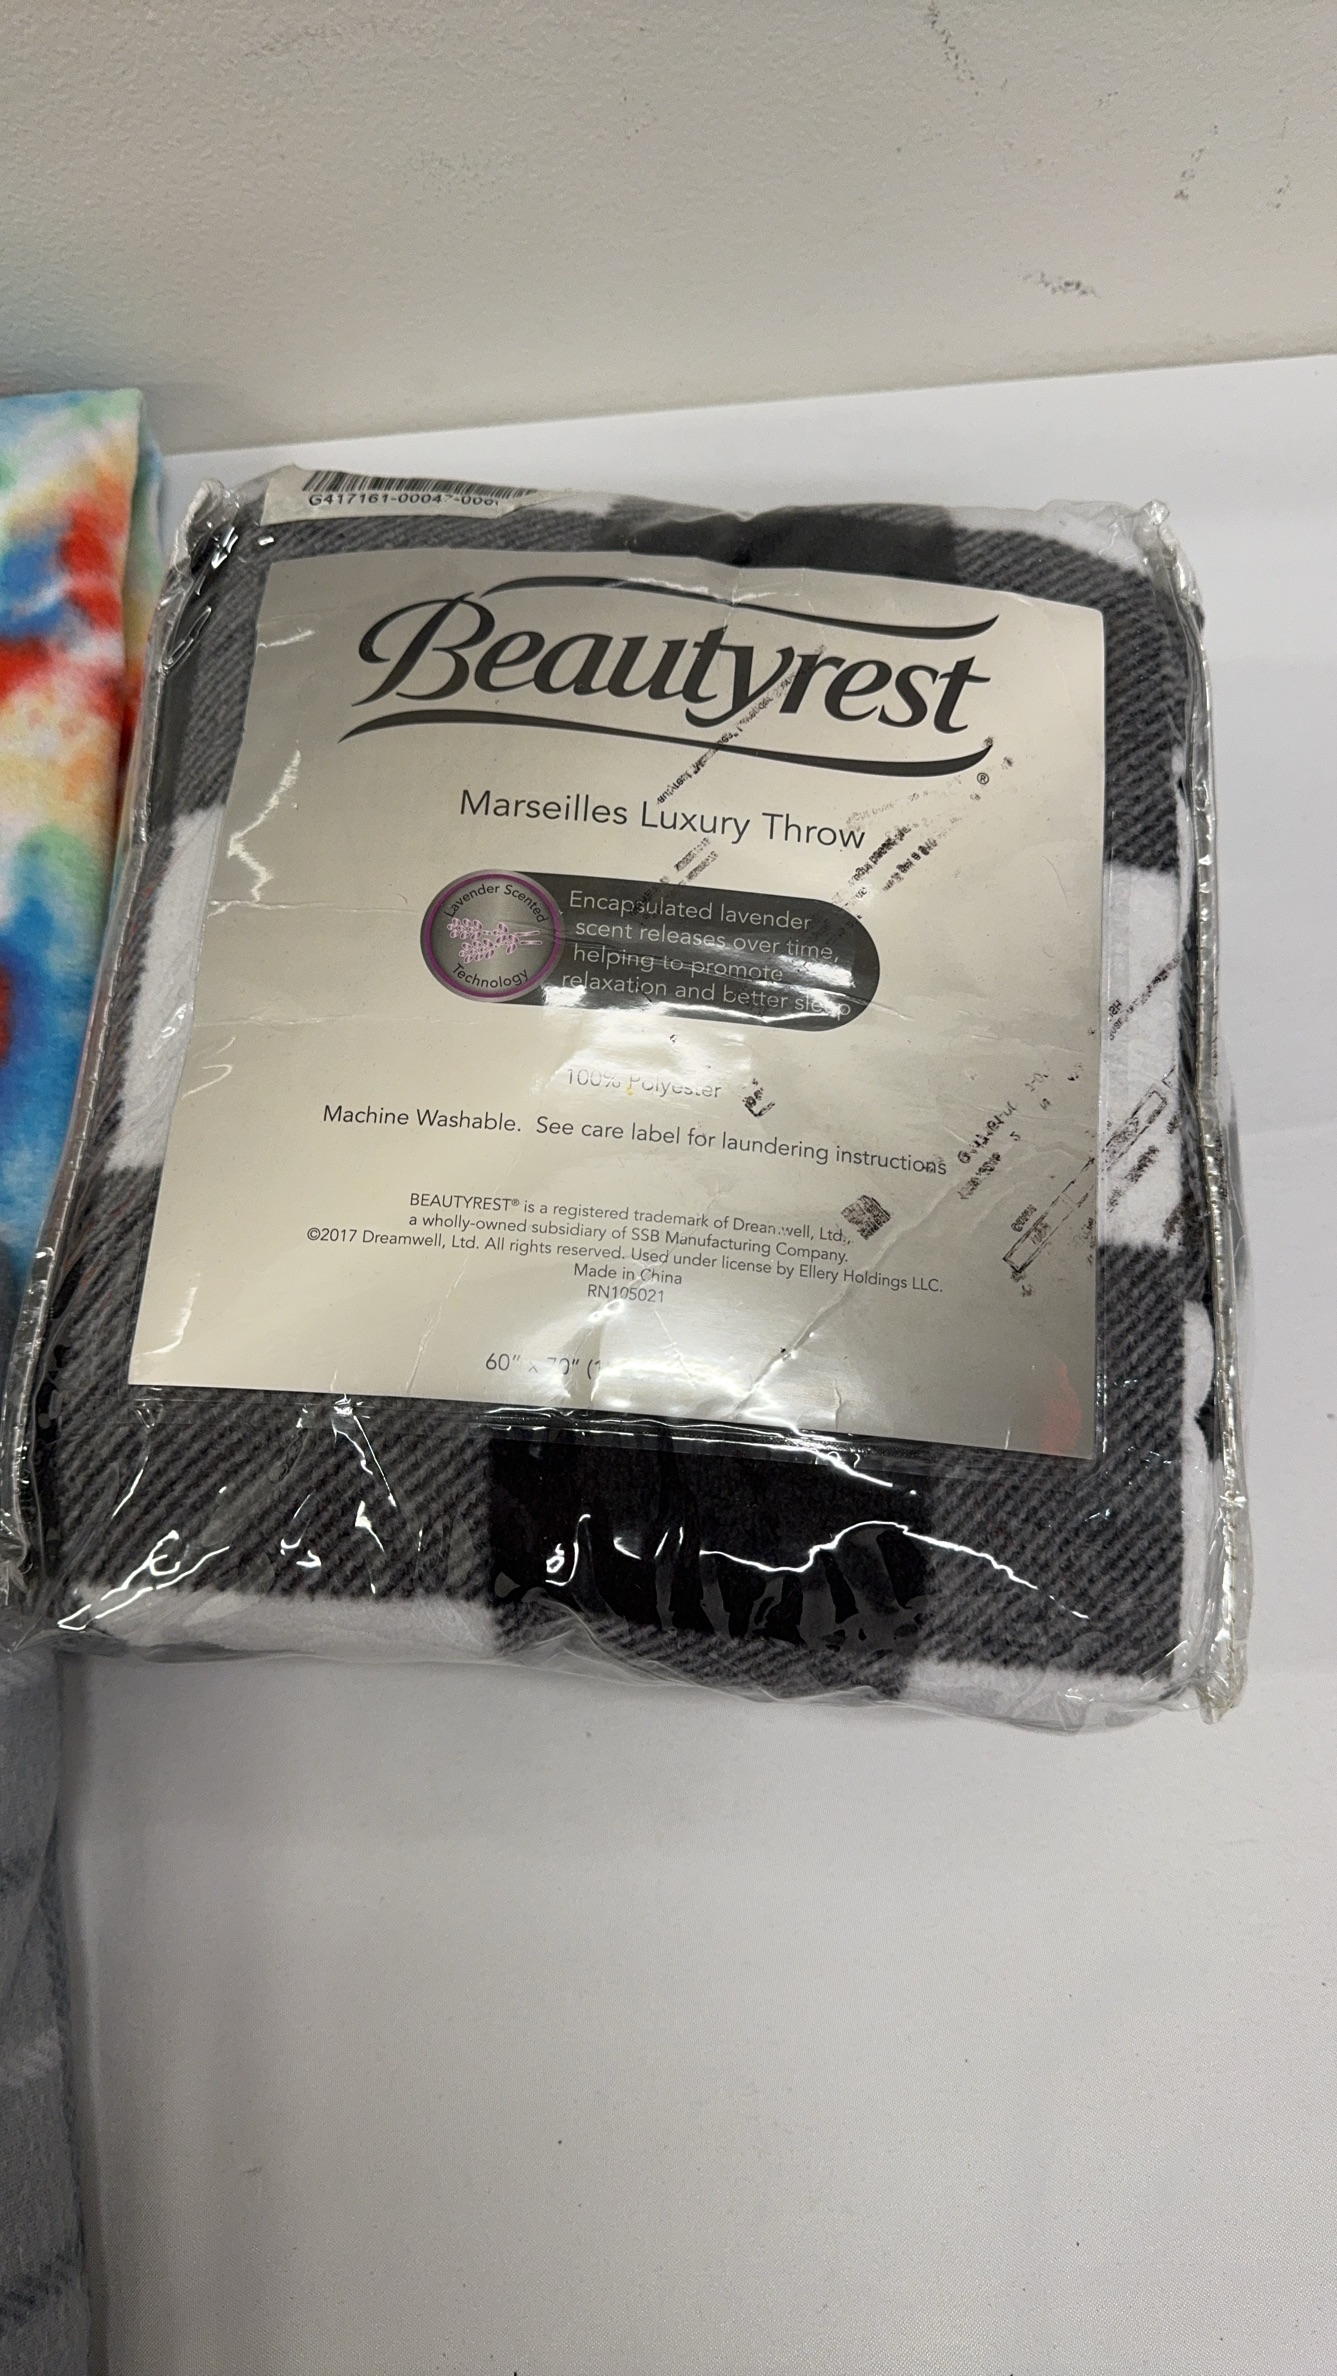 Beautyrest
®
Marseilles Luxury Throw
Lavender Scented
Technology
Encapsulated lavender
scent releases over time,
helping to promote
relaxation and better sleep
100% Polyester
Machine Washable. See care label for laundering instructions
BEAUTYREST® is a registered trademark of Dreamwell, Ltd.,
a wholly-owned subsidiary of SSB Manufacturing Company.
©2017 Dreamwell, Ltd. All rights reserved. Used under license by Ellery Holdings LLC.
Made in China
RN105021
60" x 70"